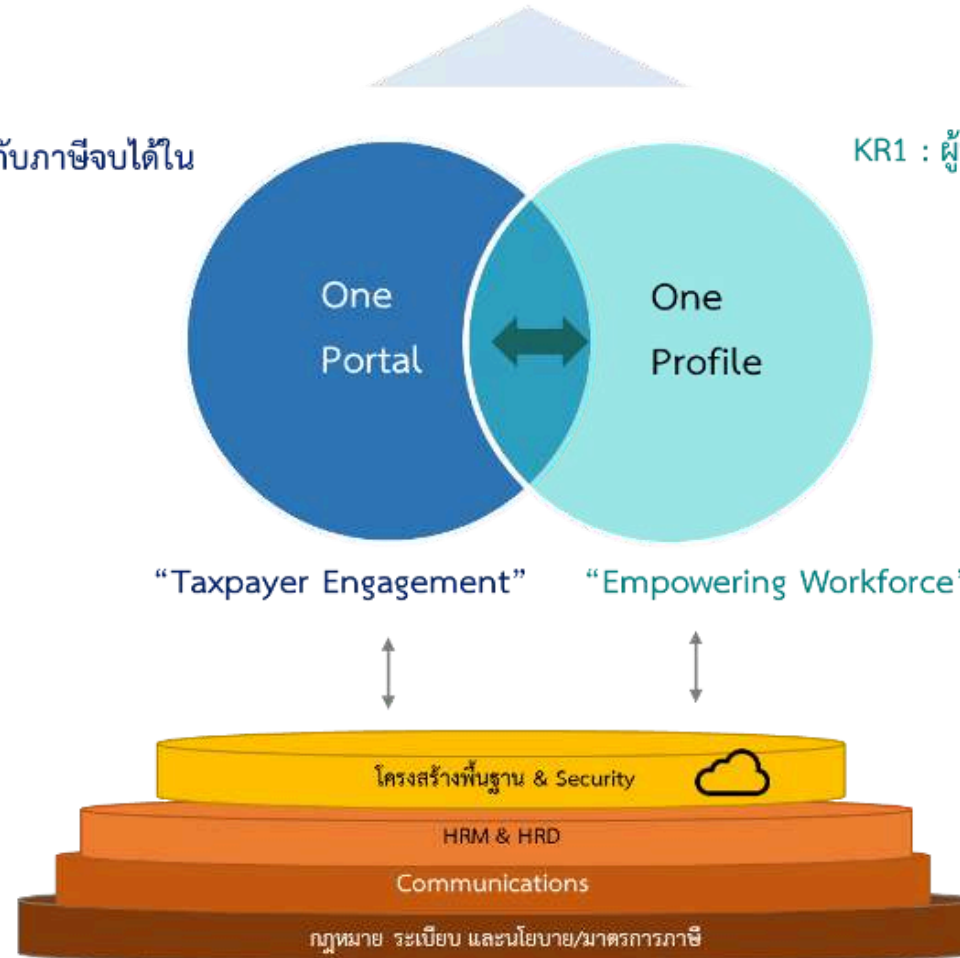 กับภาษีจบได้ใน
KR1 : ผู้
One
Portal
One
Profile
“Taxpayer Engagement”
“Empowering Workforce”
โครงสร้างพื้นฐาน & Security
HRM & HRD
Communications
กฎหมาย ระเบียบ และนโยบาย/มาตรการภาษี